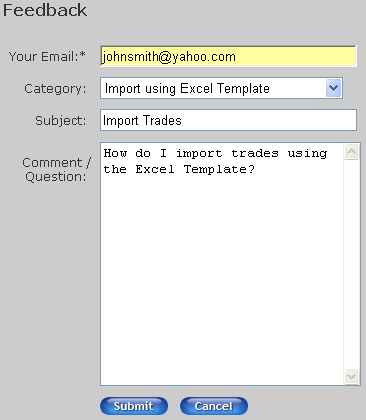 Feedback
Your Email:* johnsmith@yahoo.com
Category: Import using Excel Template
Subject: Import Trades
Comment /
Question:
How do I import trades using
the Excel Template?
Submit Cancel